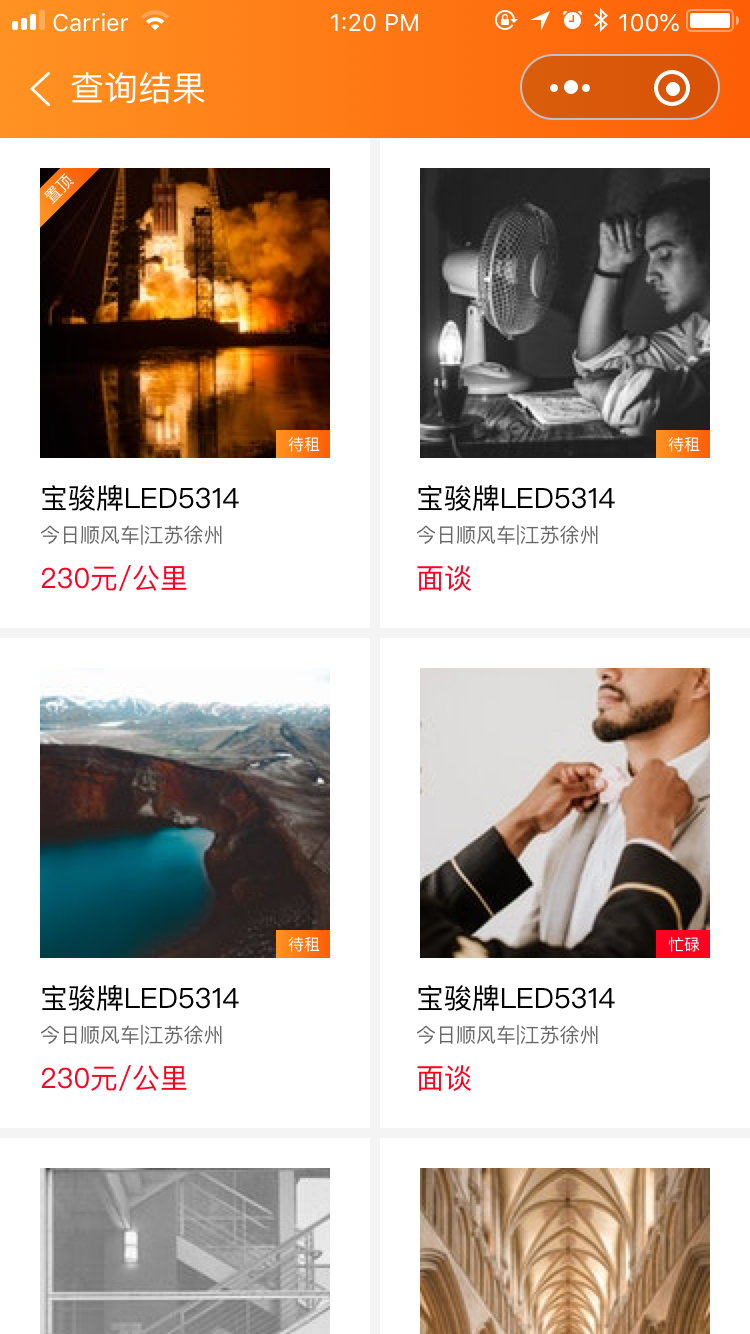 Carrier 1:20 PM 100%
查询结果
置顶
待租
待租
宝骏牌LED5314
宝骏牌LED5314
今日顺风车|江苏徐州
今日顺风车|江苏徐州
230元/公里
面谈
待租
忙碌
宝骏牌LED5314
宝骏牌LED5314
今日顺风车|江苏徐州
今日顺风车|江苏徐州
230元/公里
面谈